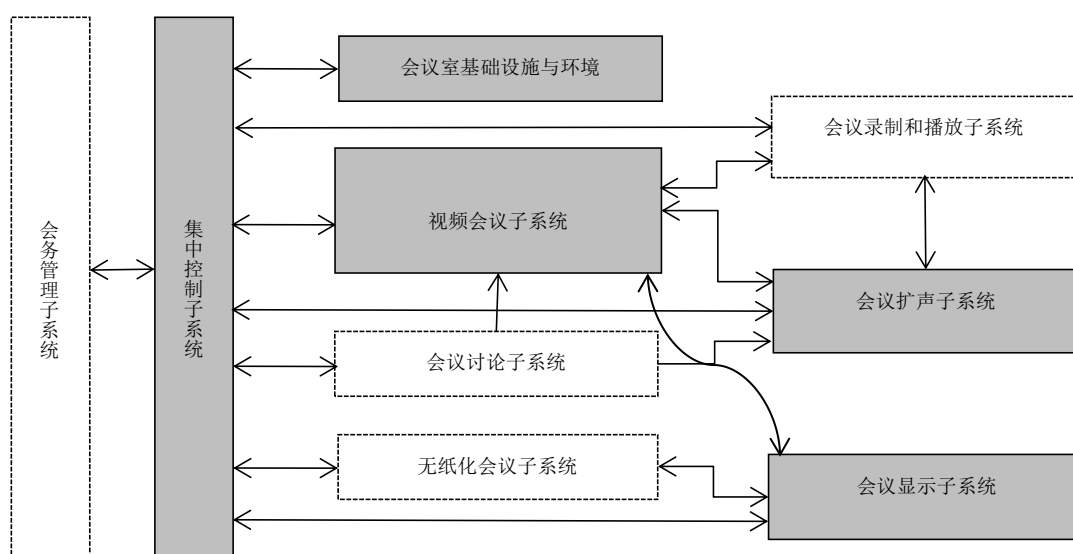 会议室基础设施与环境
会议录制和播放子系统
视频会议子系统
会务管理子系统
集中控制子系统
会议扩声子系统
会议讨论子系统
无纸化会议子系统
会议显示子系统